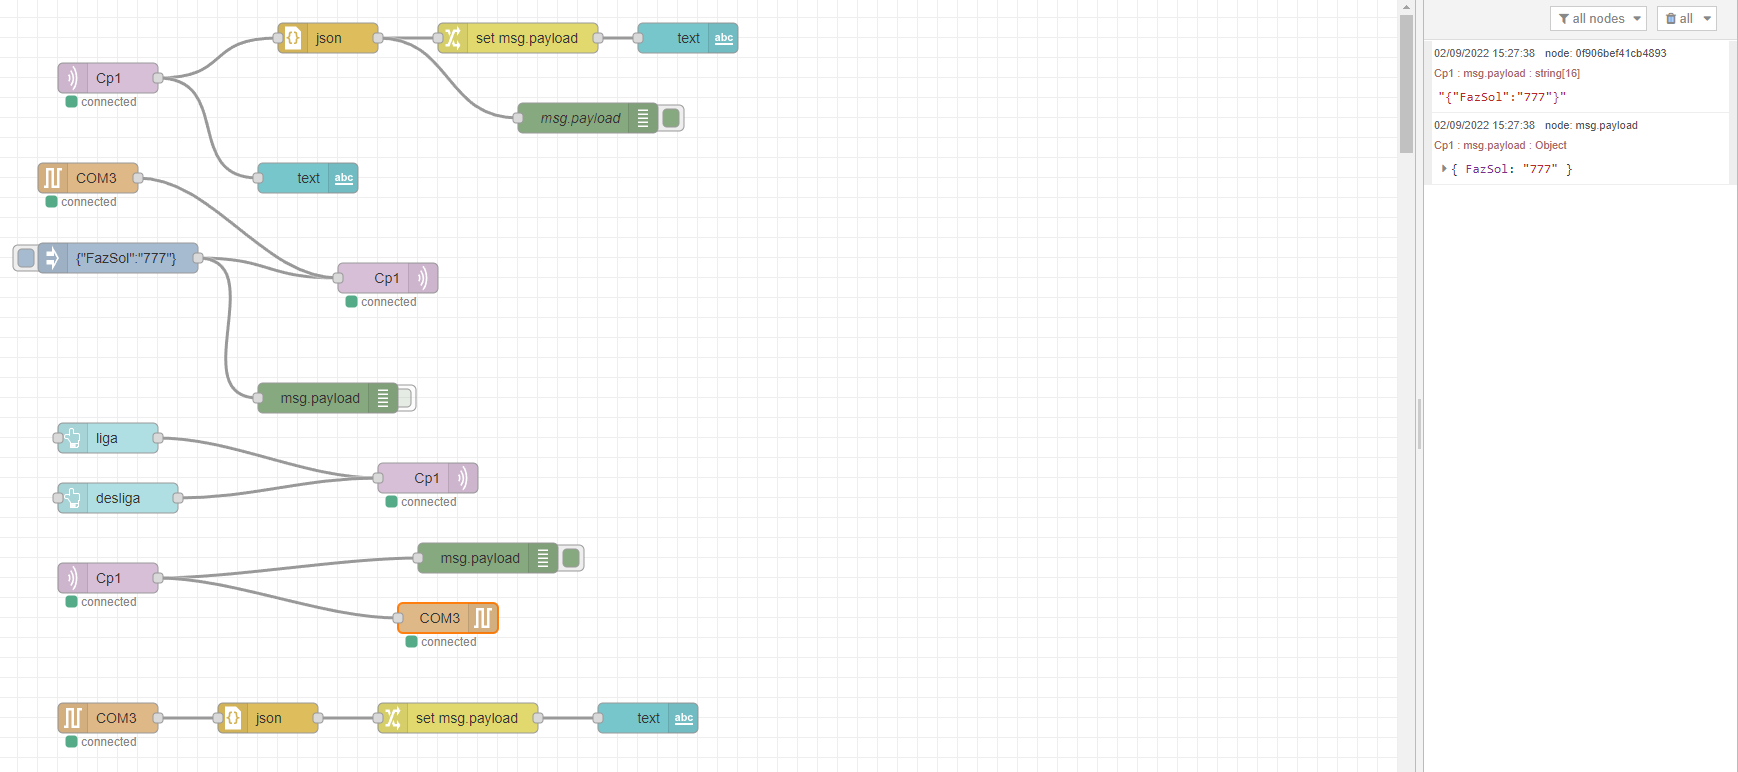 json
set msg.payload
text abc
Cp1
connected
msg.payload
COM3
connected
text abc
{"FazSol":"777"}
Cp1
connected
msg.payload
liga
Cp1
connected
desliga
msg.payload
Cp1
connected
COM3
connected
COM3
connected
{} json
set msg.payload
text abc
all nodes
all
02/09/2022 15:27:38 node: 0f906bef41cb4893
Cp1 : msg.payload : string[16]
"{"FazSol":"777"}"
02/09/2022 15:27:38 node: msg.payload
Cp1 : msg.payload : Object
{ FazSol: "777" }